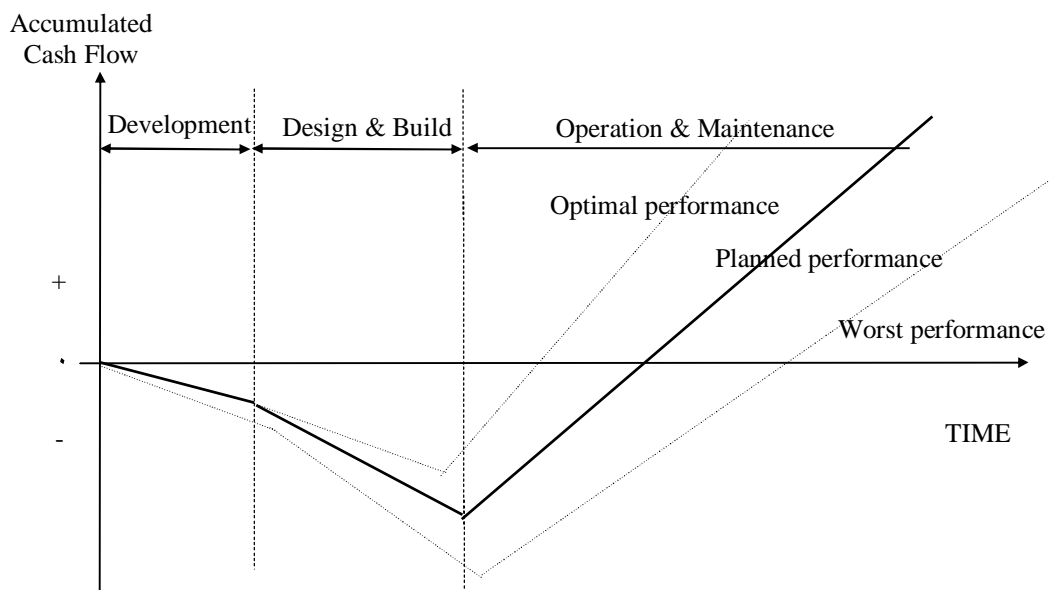 Accumulated
Cash Flow
Development
Design & Build
Operation & Maintenance
Optimal performance
Planned performance
+
Worst performance
-
TIME